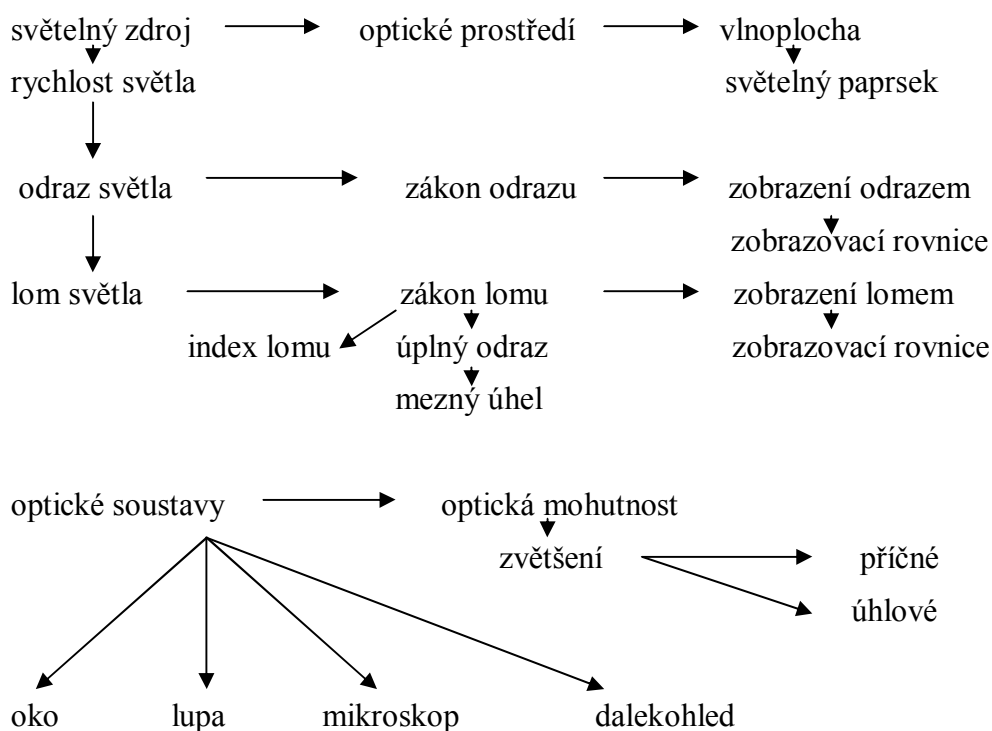 světelný zdroj optické prostředí vlnoplocha
rychlost světla světelný paprsek
odraz světla zákon odrazu zobrazení odrazem
zobrazovací rovnice
lom světla zákon lomu zobrazení lomem
index lomu úplný odraz zobrazovací rovnice
mezný úhel
optické soustavy optická mohutnost
zvětšení příčné
úhlové
oko lupa mikroskop dalekohled